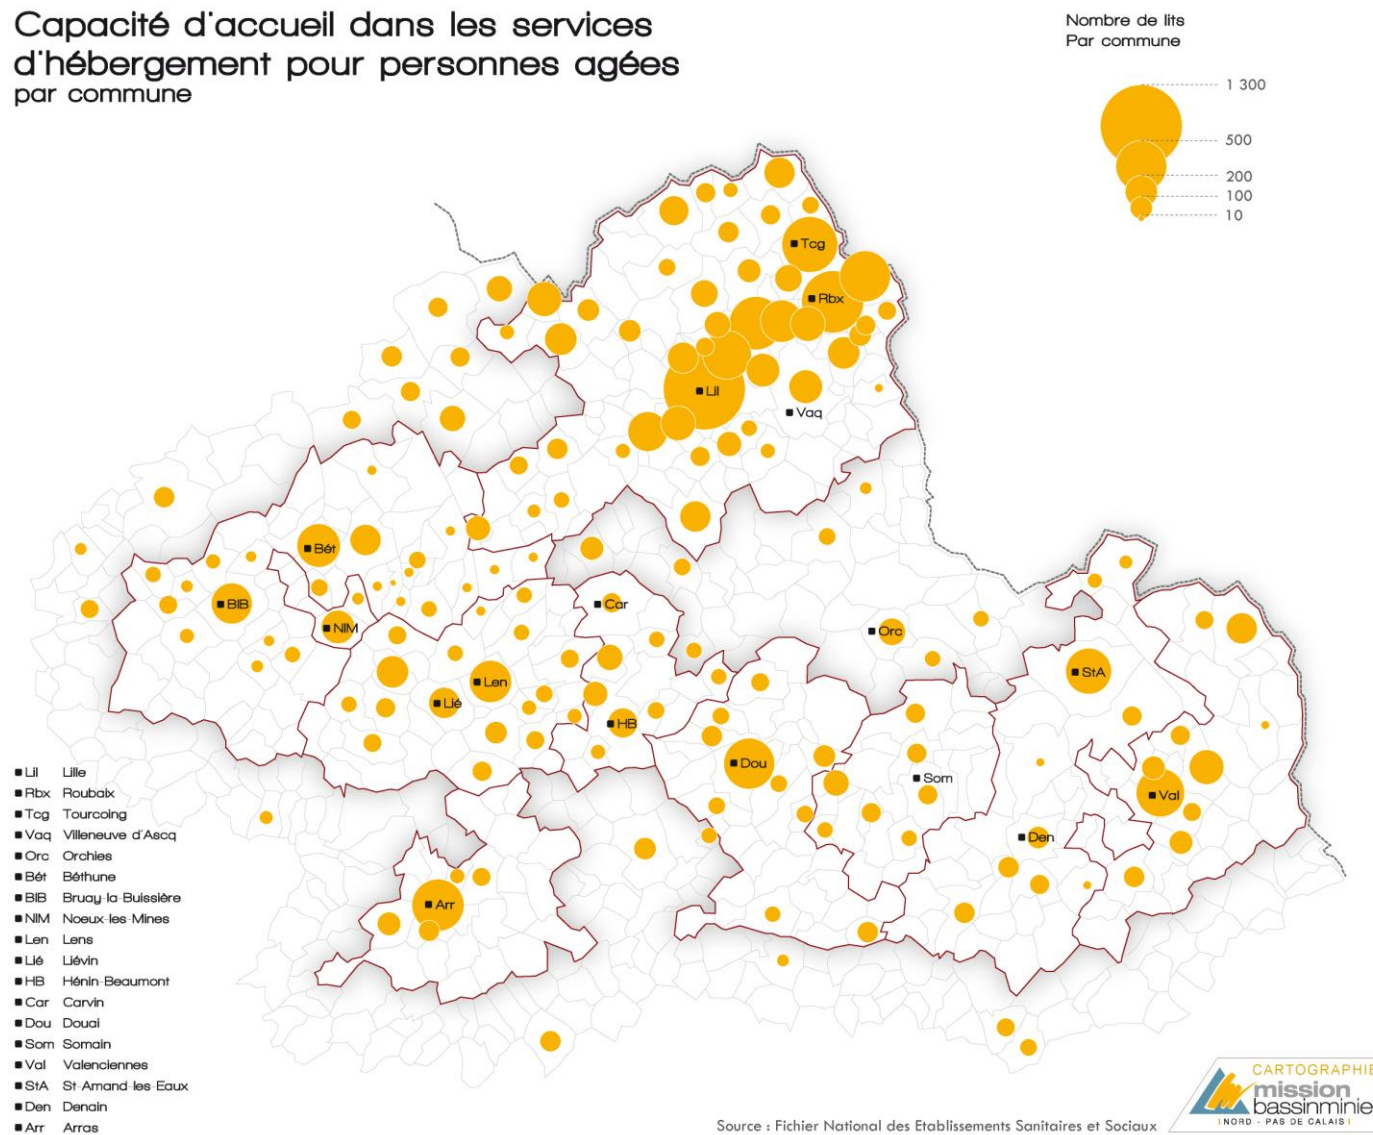 Capacité d'accueil dans les services
d'hébergement pour personnes agées
par commune
Nombre de lits
Par commune
1 300
500
200
100
10
Tcg
Rbx
Lil
Vaq
Bét
BlB
NlM
Car
Orc
Len
Lié
HB
StA
Dou
Som
Val
Den
Arr
Lil Lille
Rbx Roubaix
Tcg Tourcoing
Vaq Villeneuve d'Ascq
Orc Orchies
Bét Béthune
BlB Bruay-la-Buissière
NlM Noeux-les-Mines
Len Lens
Lié Liévin
HB Hénin-Beaumont
Car Carvin
Dou Douai
Som Somain
Val Valenciennes
StA St-Amand-les-Eaux
Den Denain
Arr Arras
Source : Fichier National des Etablissements Sanitaires et Sociaux
CARTOGRAPHIE
mission
bassinminie
NORD - PAS DE CALAIS